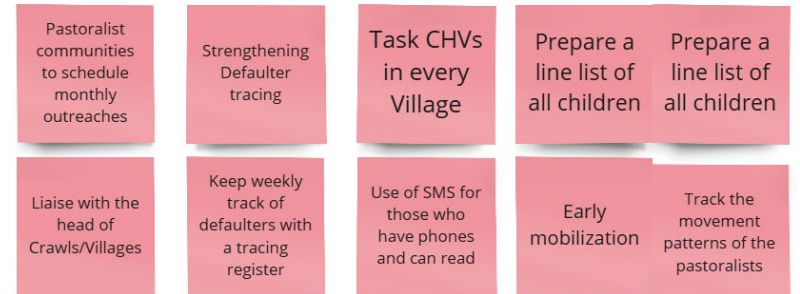 Pastoralist
communities
to schedule
monthly
outreaches
Strengthening
Defaulter
tracing
Task CHVs
in every
Village
Prepare a
line list of
all children
Prepare a
line list of
all children
Liaise with the
head of
Crawls/Villages
Keep weekly
track of
defaulters with
a tracing
register
Use of SMS for
those who
have phones
and can read
Early
mobilization
Track the
movement
patterns of the
pastoralists